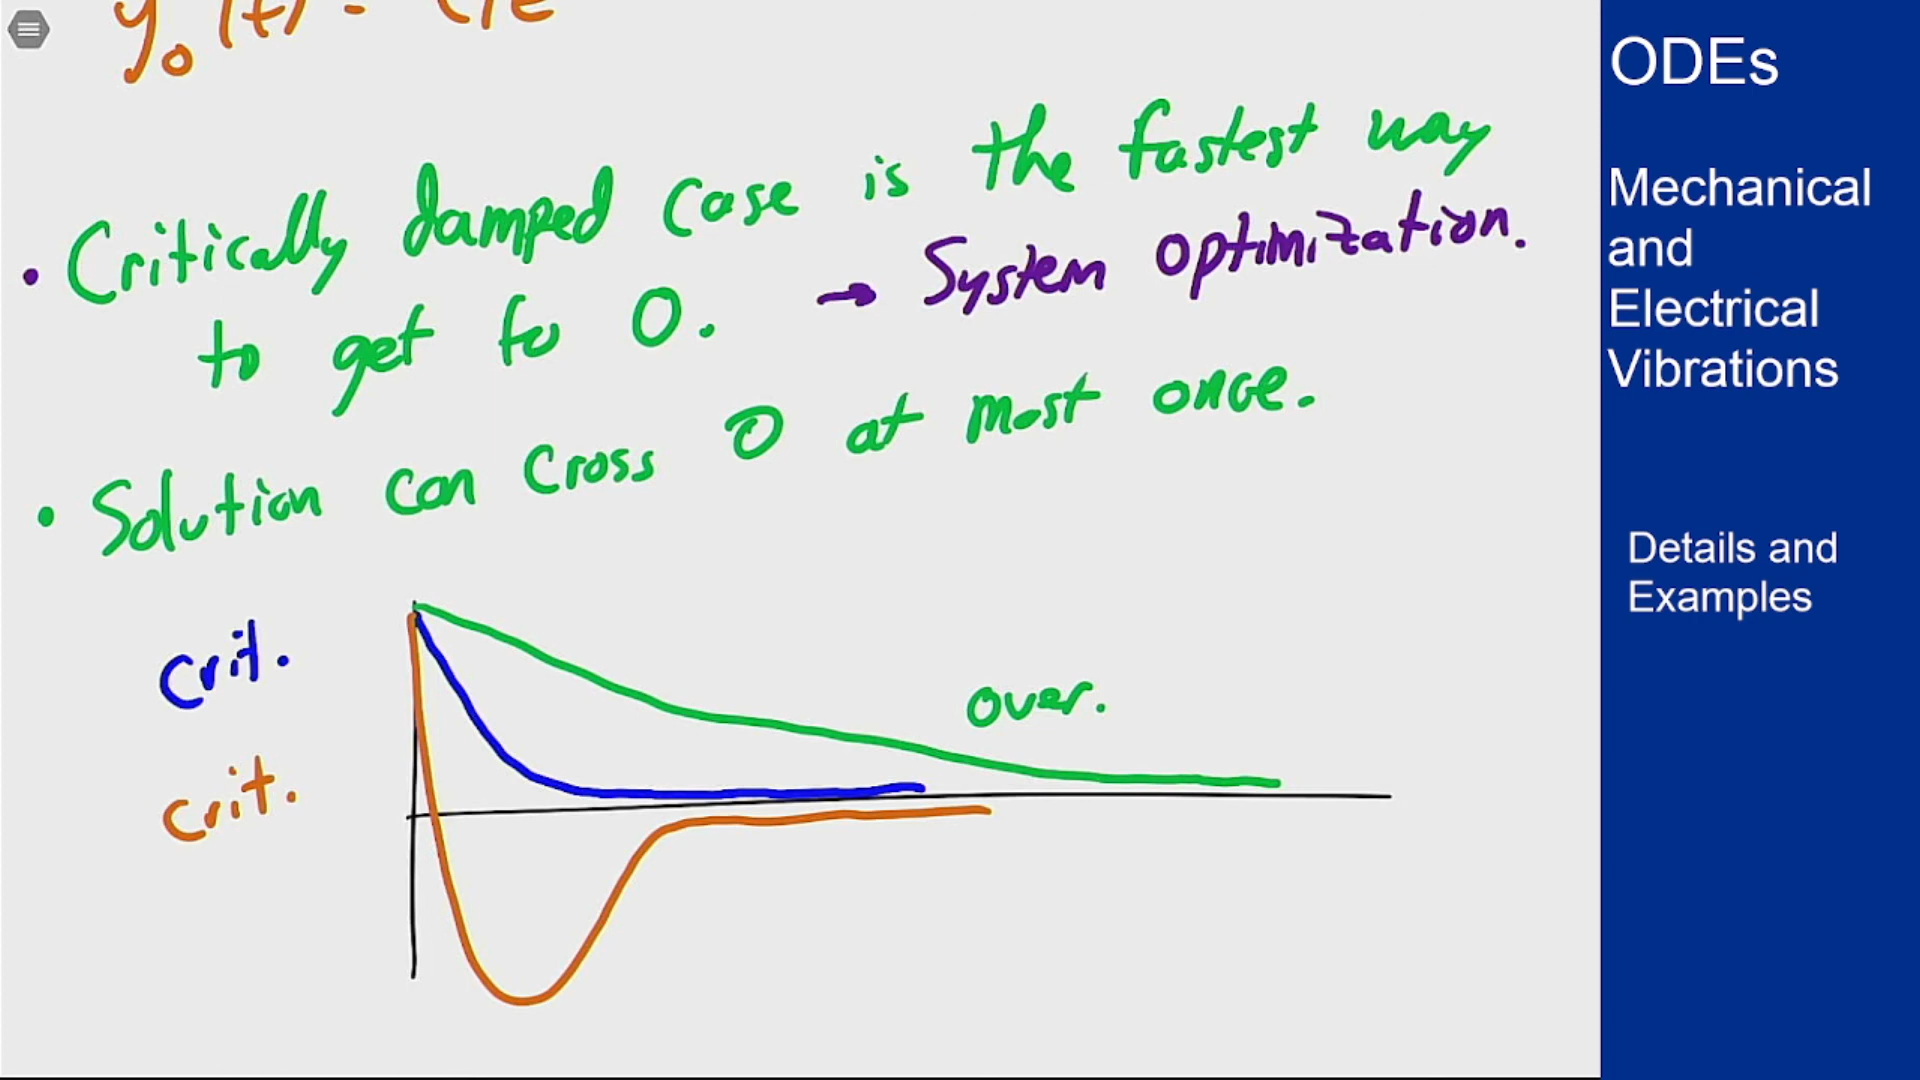 y₀(t) =
• Critically damped case is the fastest way
to get to 0. → System optimization.
• Solution can cross 0 at most once.
Crit.
over.
Crit.
ODEs
Mechanical
and
Electrical
Vibrations
Details and
Examples